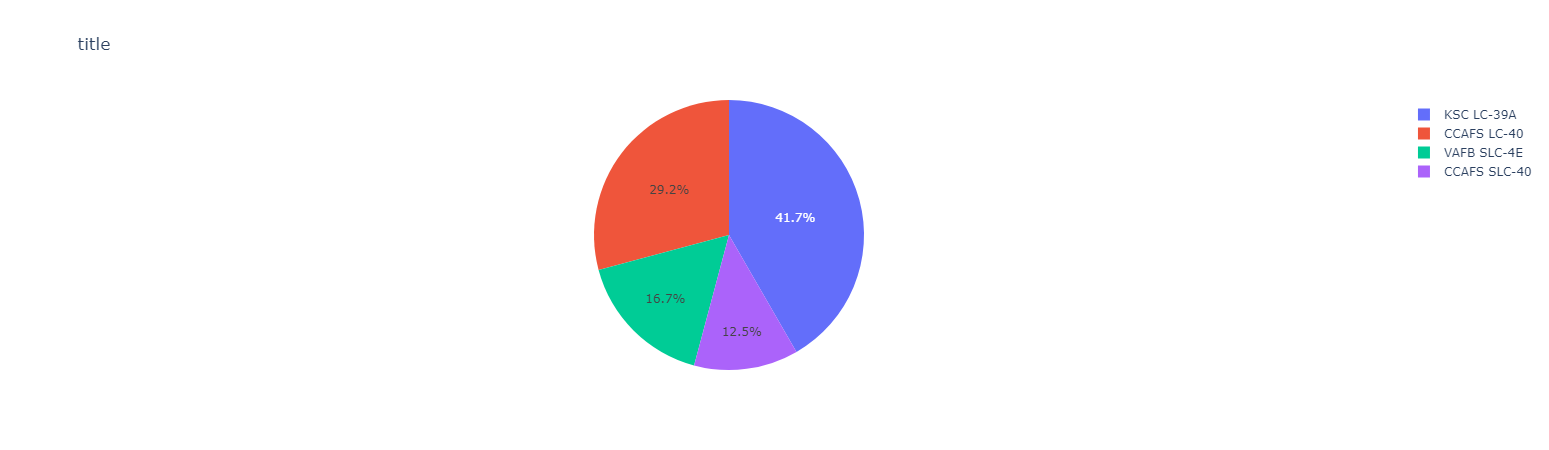 title
KSC LC-39A
CCAFS LC-40
VAFB SLC-4E
CCAFS SLC-40
29.2%
41.7%
16.7%
12.5%